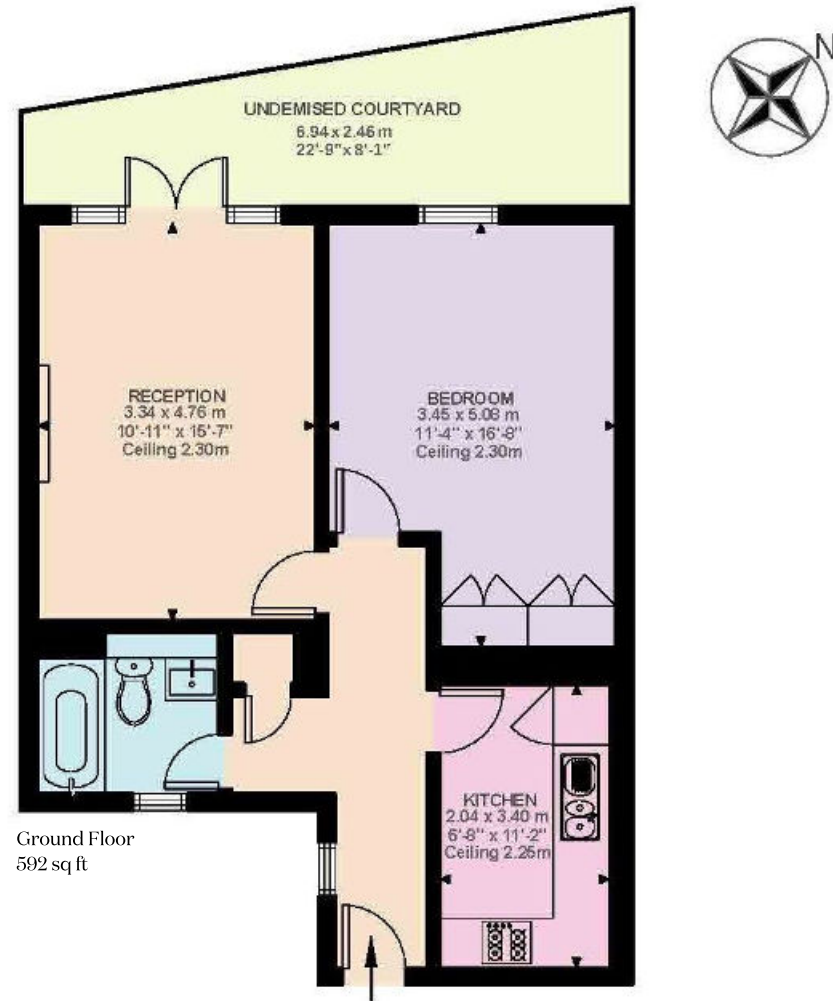 N
UNDEMISED COURTYARD
6.94 x 2.46 m
22'-9" x 8'-1"
RECEPTION
3.34 x 4.76 m
10'-11" x 15'-7"
Ceiling 2.30m
BEDROOM
3.45 x 5.08 m
11'-4" x 16'-8"
Ceiling 2.30m
KITCHEN
2.04 x 3.40 m
6'-8" x 11'-2"
Ceiling 2.25m
Ground Floor
592 sq ft